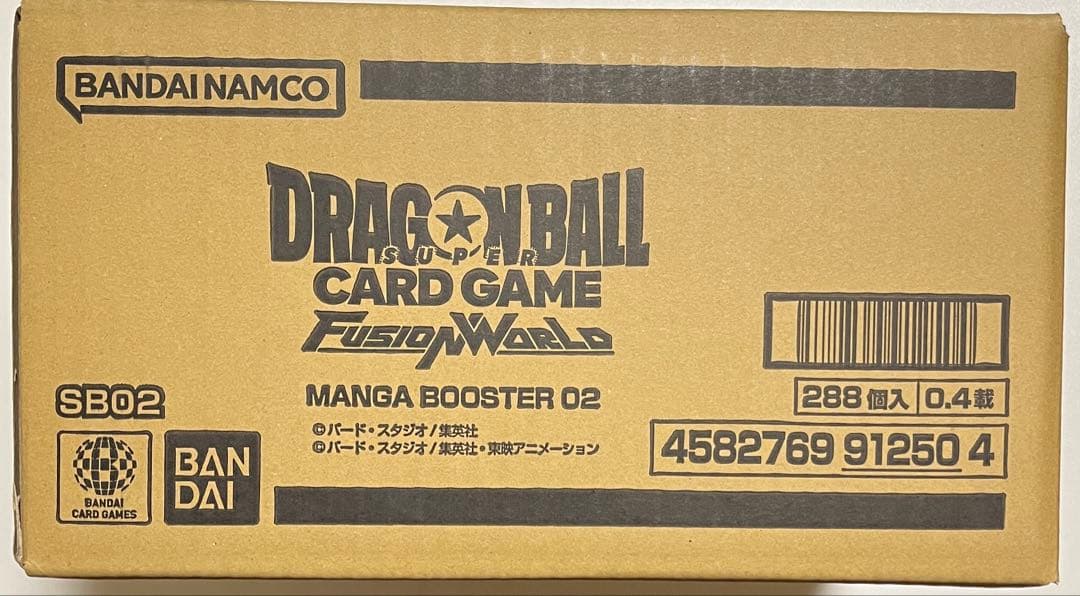 BANDAI NAMCO
DRAGON BALL
SUPER
CARD GAME
FUSION WORLD
MANGA BOOSTER 02
©バード・スタジオ/集英社
©バード・スタジオ/集英社・東映アニメーション
288個入 0.4載
4582769 91250 4
SB02
BANDAI
CARD GAMES
BAN
DAI